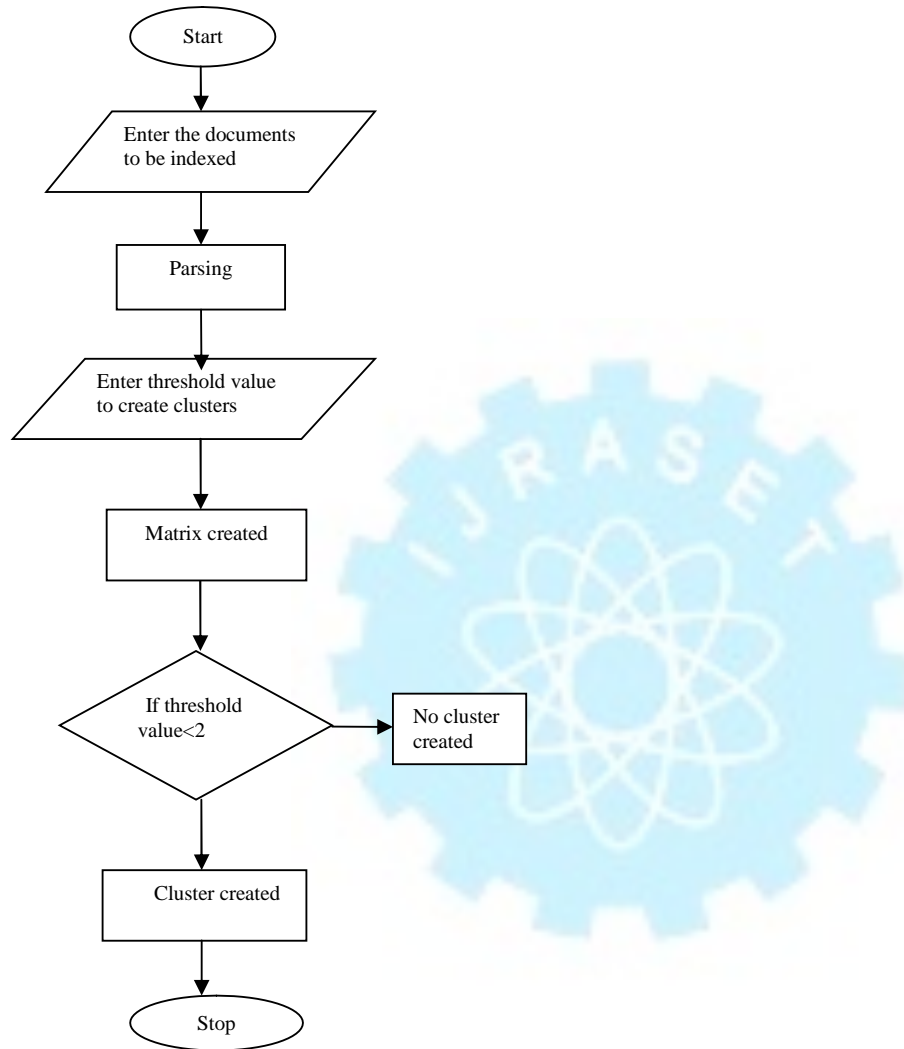 Start
Enter the documents
to be indexed
Parsing
Enter threshold value
to create clusters
Matrix created
If threshold
value<2
No cluster
created
Cluster created
Stop
IJRASET